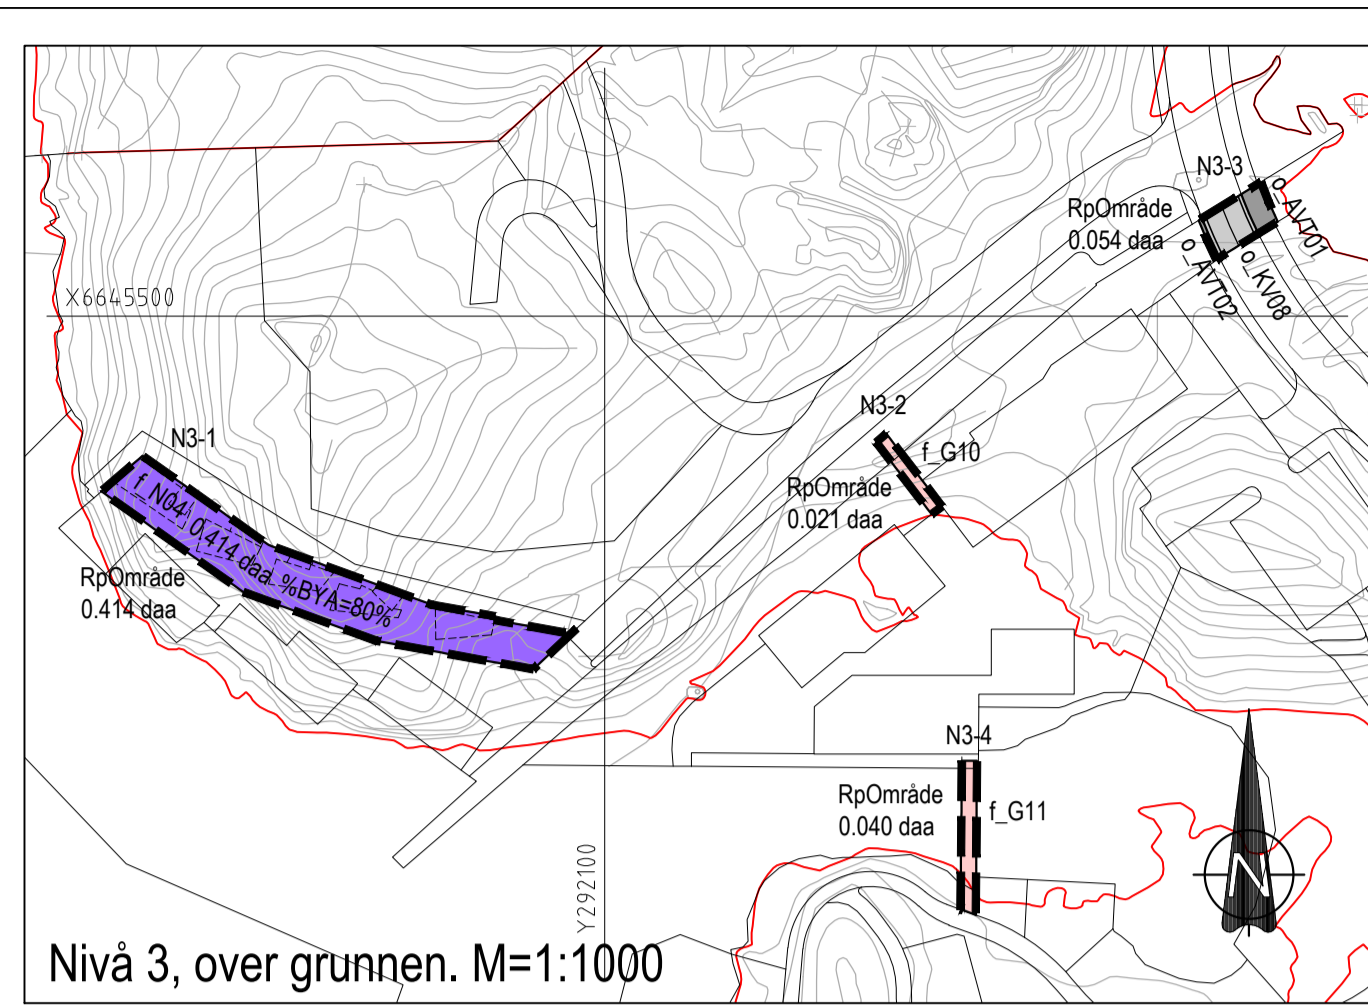 N3-3
RpOmråde
0.054 daa
o_AVT01
o_KV08
o_AVT02
X6645500
N3-2
f_G10
RpOmråde
0.021 daa
N3-1
f_N04 0.414 daa %BYA=80%
RpOmråde
0.414 daa
N3-4
RpOmråde
0.040 daa
f_G11
Y292100
N
Nivå 3, over grunnen. M=1:1000